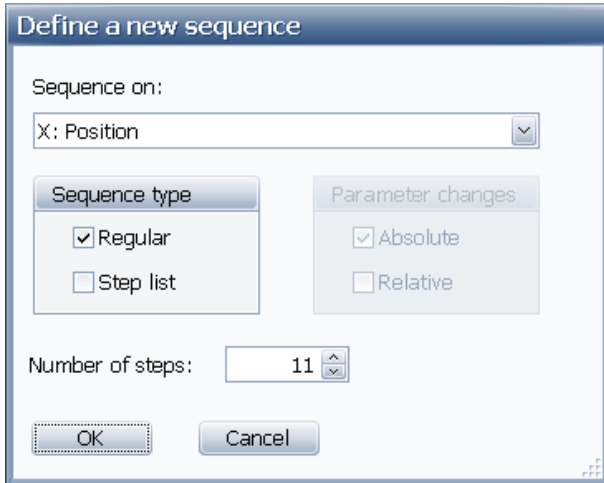 Define a new sequence
Sequence on:
X: Position
Sequence type
Regular
Step list
Parameter changes
Absolute
Relative
Number of steps: 11
OK Cancel